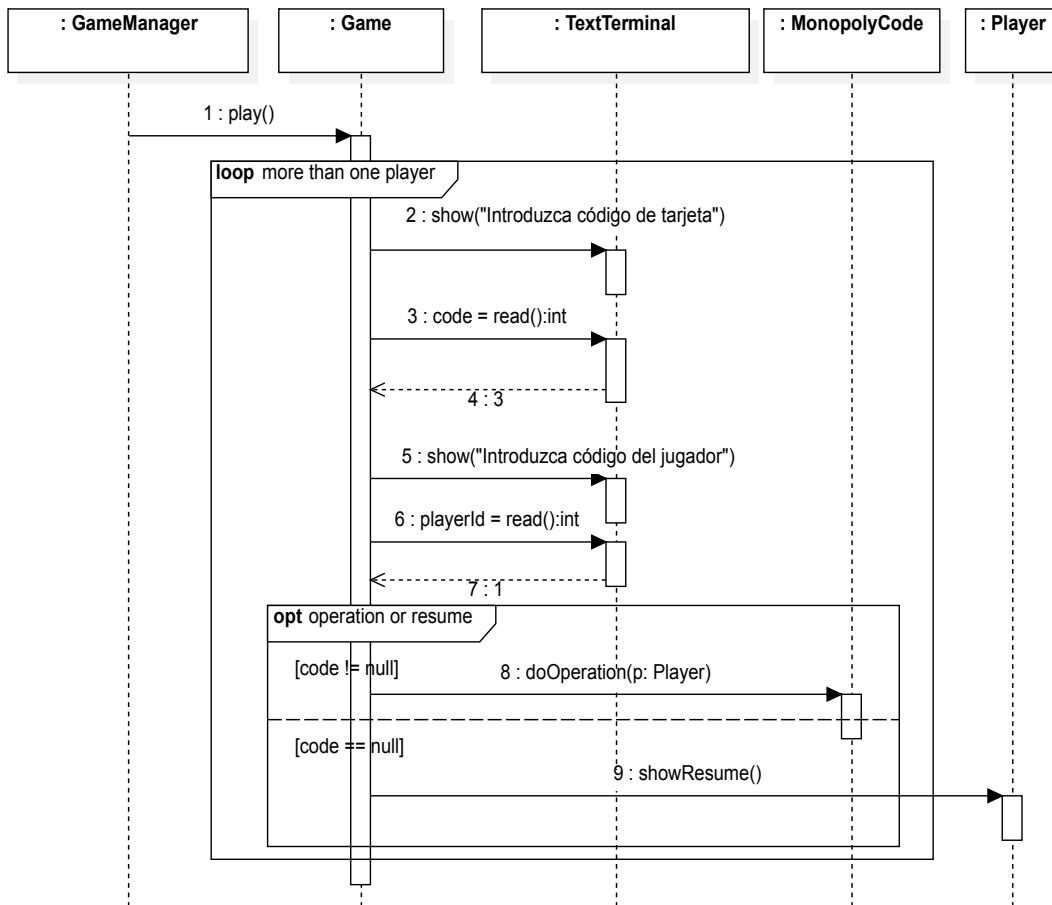 : GameManager
: Game
: TextTerminal
: MonopolyCode
: Player
1 : play()
loop more than one player
2 : show("Introduzca código de tarjeta")
3 : code = read():int
4 : 3
5 : show("Introduzca código del jugador")
6 : playerId = read():int
7 : 1
opt operation or resume
[code != null]
8 : doOperation(p: Player)
[code == null]
9 : showResume()